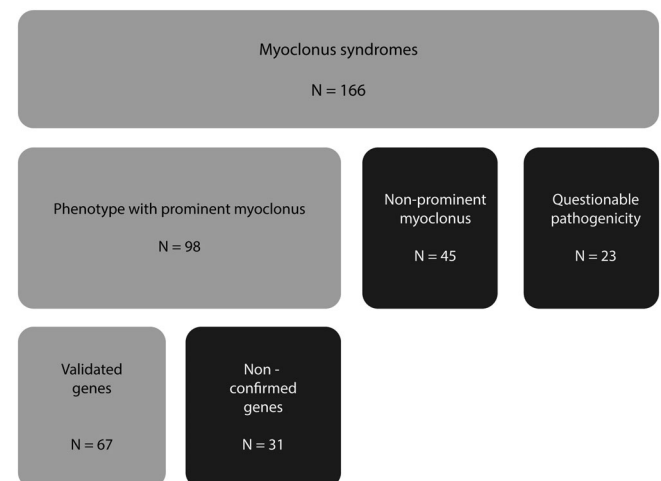 Myoclonus syndromes
N = 166
Phenotype with prominent myoclonus
N = 98
Non-prominent
myoclonus
N = 45
Questionable
pathogenicity
N = 23
Validated
genes
N = 67
Non -
confirmed
genes
N = 31